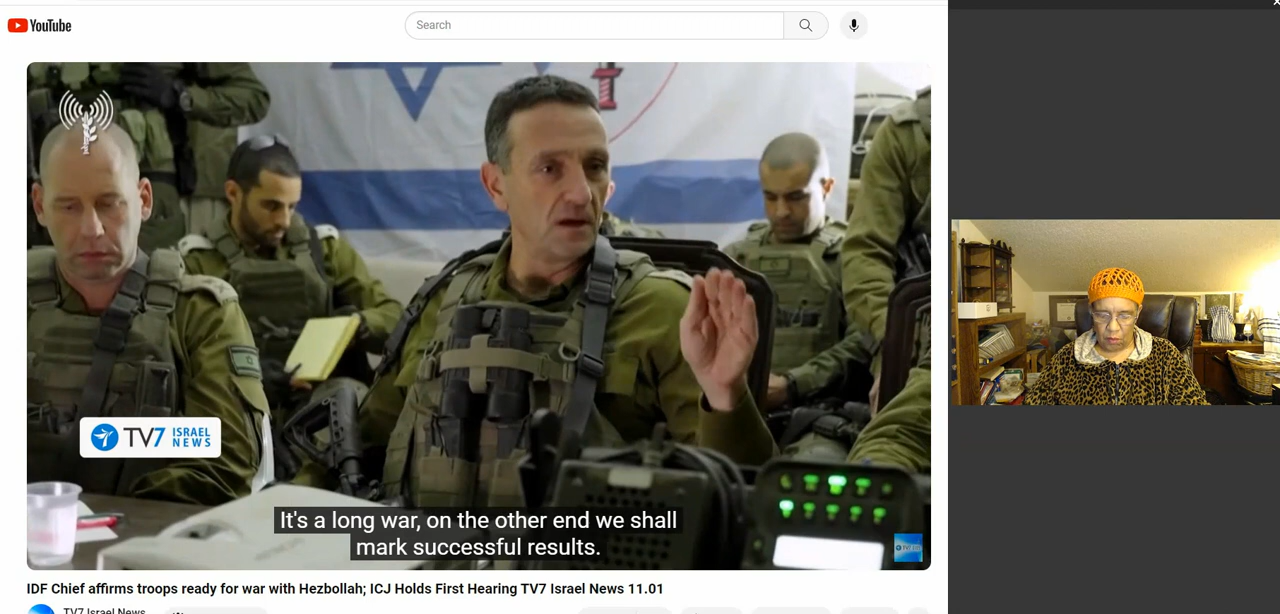 YouTube
Search
TV7 ISRAEL
NEWS
It's a long war, on the other end we shall
mark successful results.
IDF Chief affirms troops ready for war with Hezbollah; ICJ Holds First Hearing TV7 Israel News 11.01
TV7 Israel News